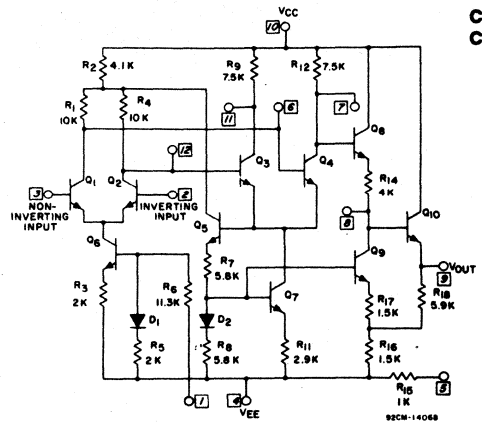 C
C
VCC
10
R2 4.1K
R9
7.5K
R12
7.5K
R1
10K
R4
10K
11
6
7
Q8
12
R14
4K
Q1
Q2
Q3
Q4
3
2
NON-
INVERTING
INPUT
INVERTING
INPUT
Q5
8
Q10
Q6
R7
5.8K
Q9
VOUT
9
R3
2K
R6
11.3K
Q7
R17
1.5K
R18
5.9K
D1
D2
R5
2K
R8
5.8K
R11
2.9K
R16
1.5K
R15
1K
5
1
4
VEE
92CM-14068